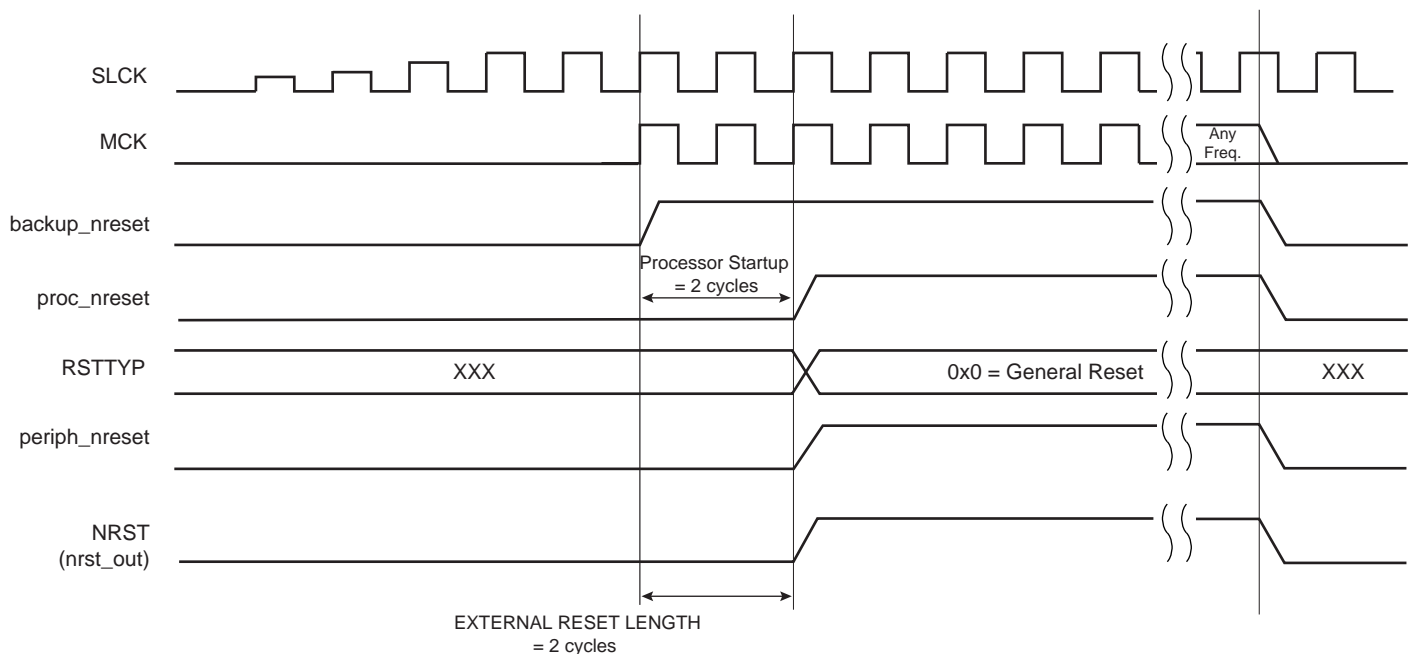 SLCK
MCK
Any
Freq.
backup_nreset
Processor Startup
= 2 cycles
proc_nreset
RSTTYP
XXX
0x0 = General Reset
XXX
periph_nreset
NRST
(nrst_out)
EXTERNAL RESET LENGTH
= 2 cycles